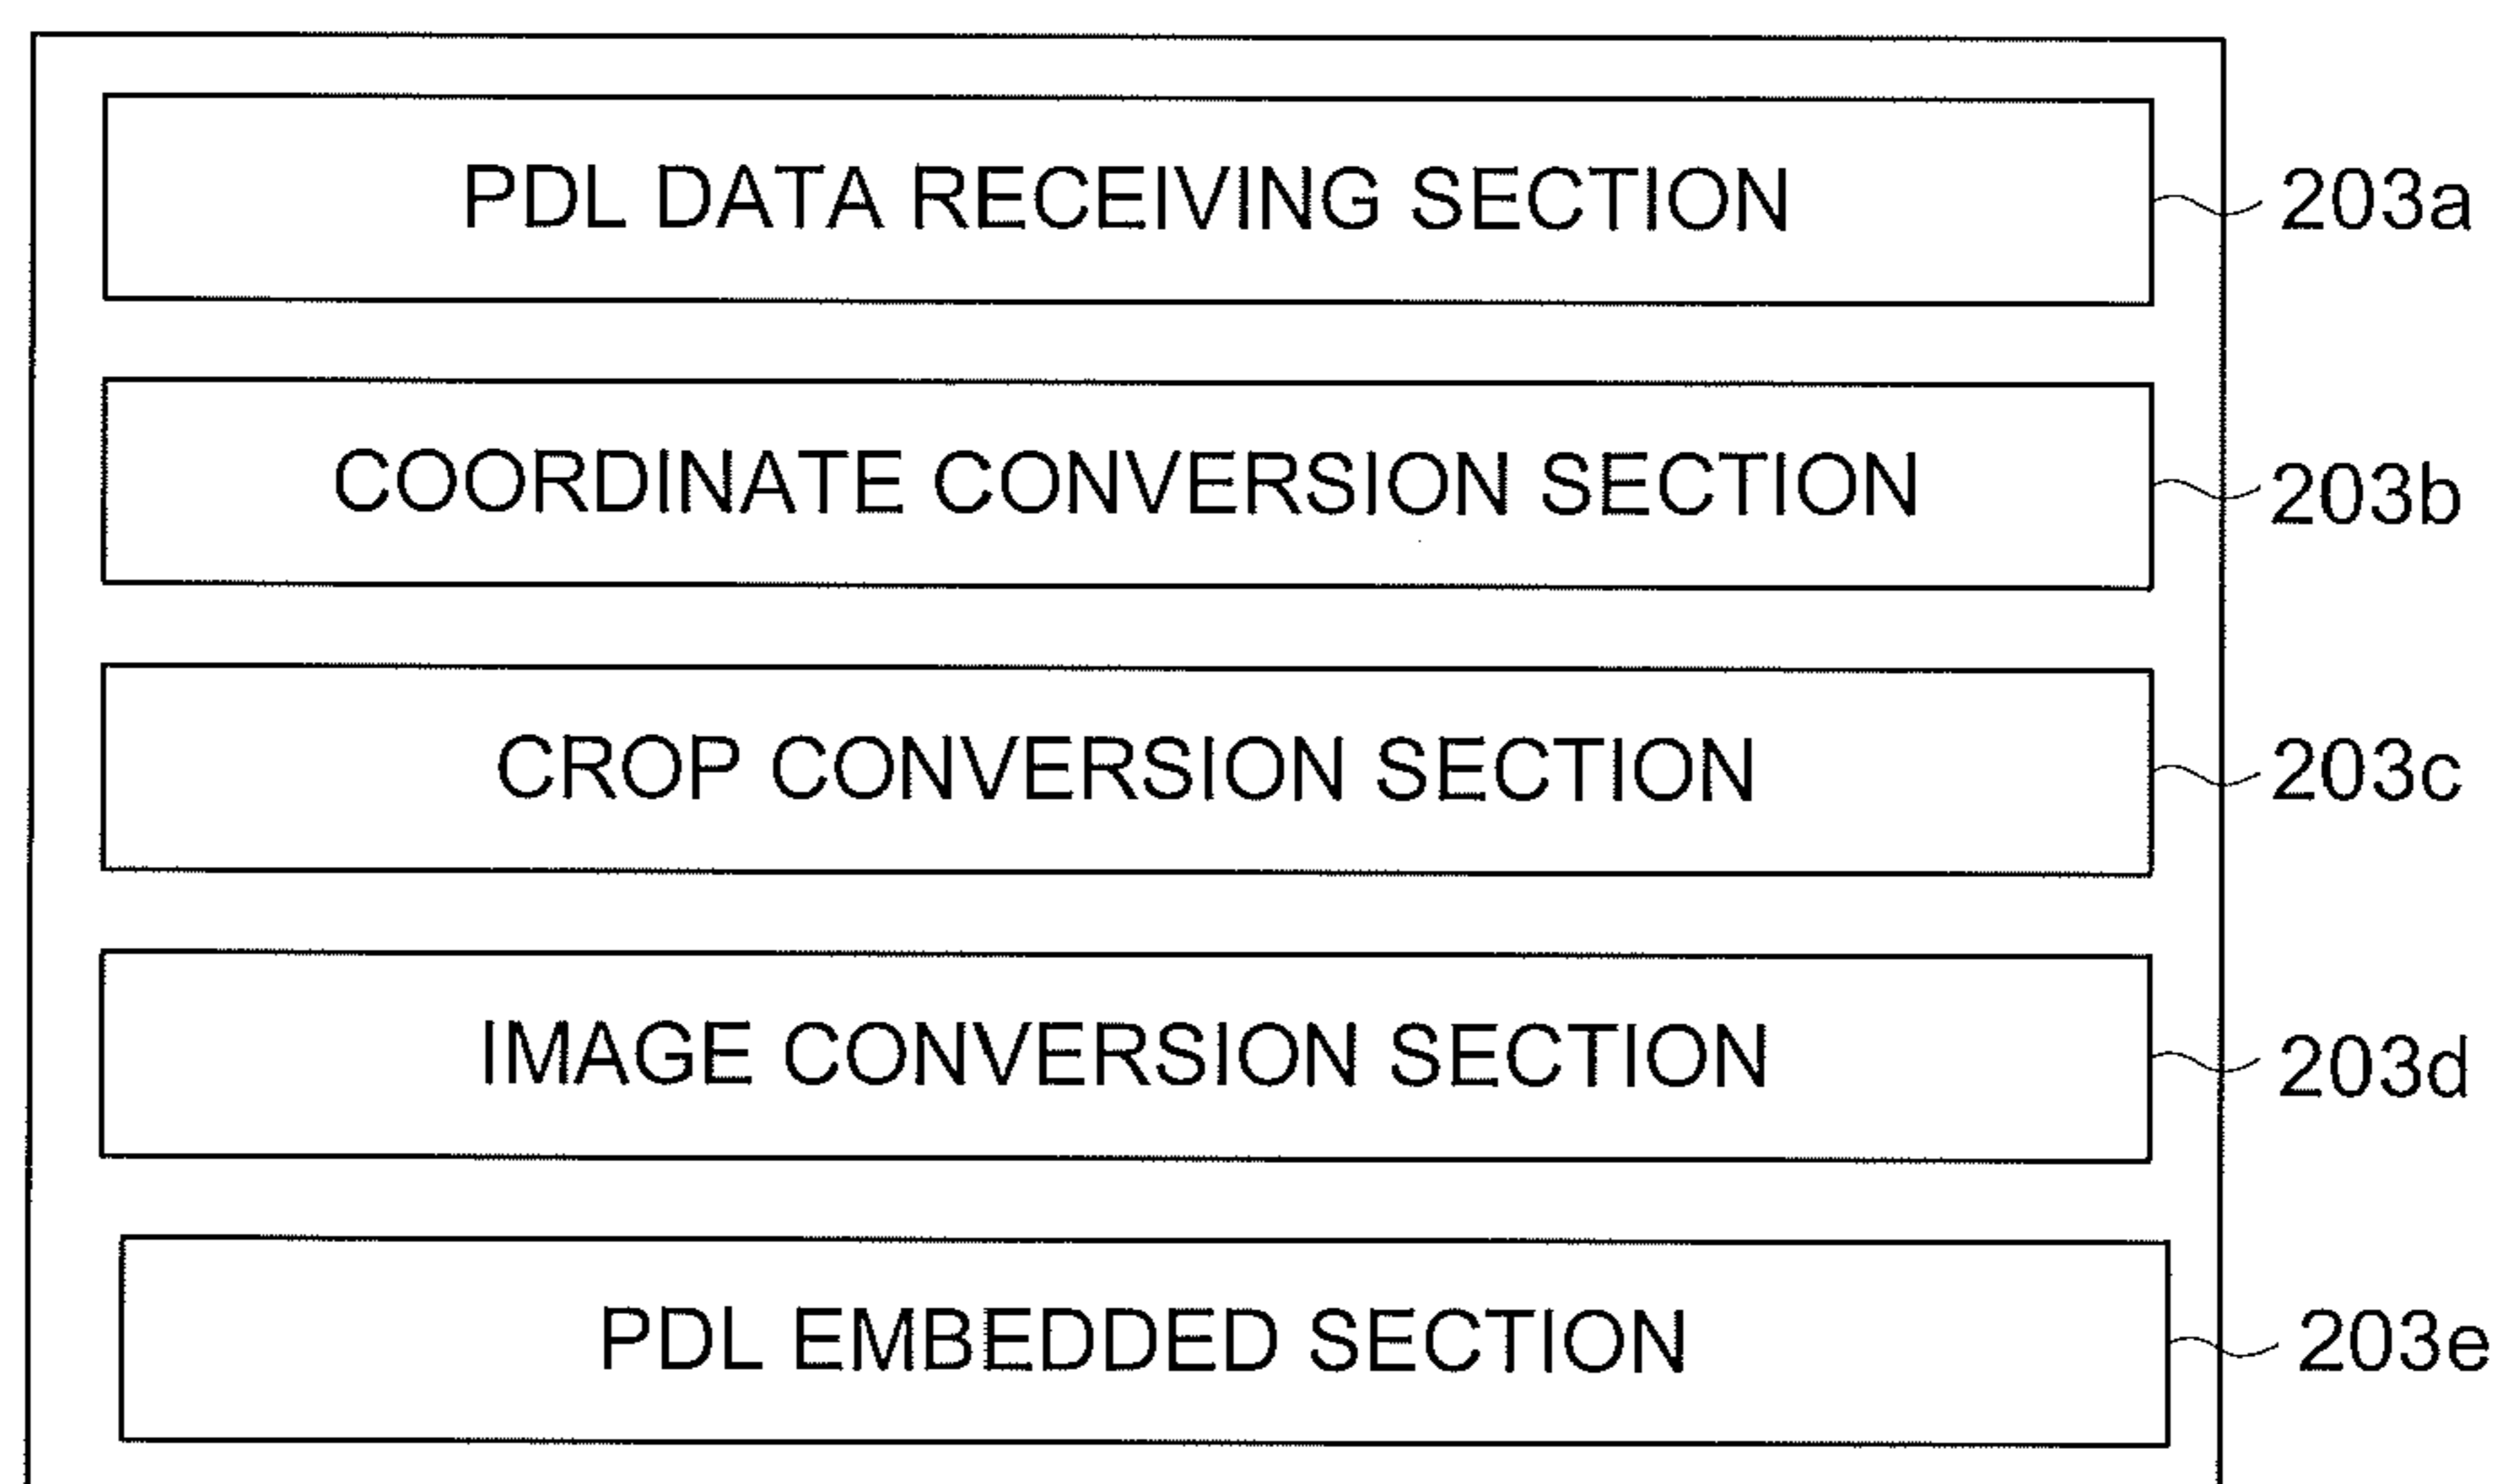 PDL DATA RECEIVING SECTION 203a
COORDINATE CONVERSION SECTION 203b
CROP CONVERSION SECTION 203c
IMAGE CONVERSION SECTION 203d
PDL EMBEDDED SECTION 203e